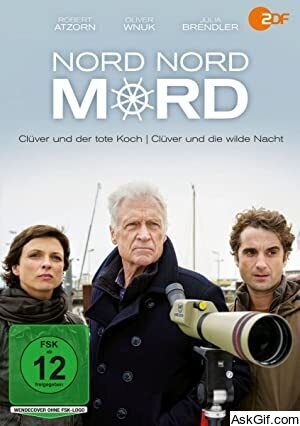 ROBERT OLIVER JULIA
ATZORN WNUK BRENDLER
ZDF
NORD NORD
MORD
Clüver und der tote Koch | Clüver und die wilde Nacht
FSK
ab
12
freigegeben
WENDECOVER OHNE FSK-LOGO
AskGif.com